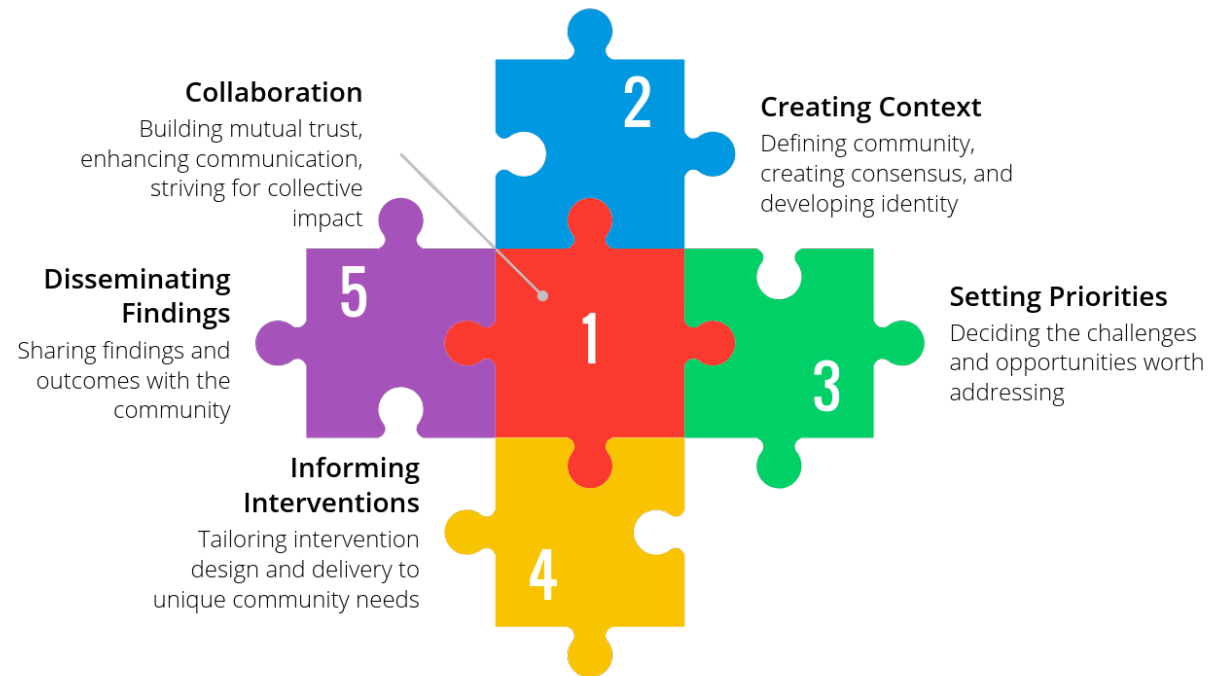 Collaboration
Building mutual trust,
enhancing communication,
striving for collective
impact
2
Creating Context
Defining community,
creating consensus, and
developing identity
Disseminating
Findings
Sharing findings and
outcomes with the
community
5
1
3
Setting Priorities
Deciding the challenges
and opportunities worth
addressing
Informing
Interventions
Tailoring intervention
design and delivery to
unique community needs
4